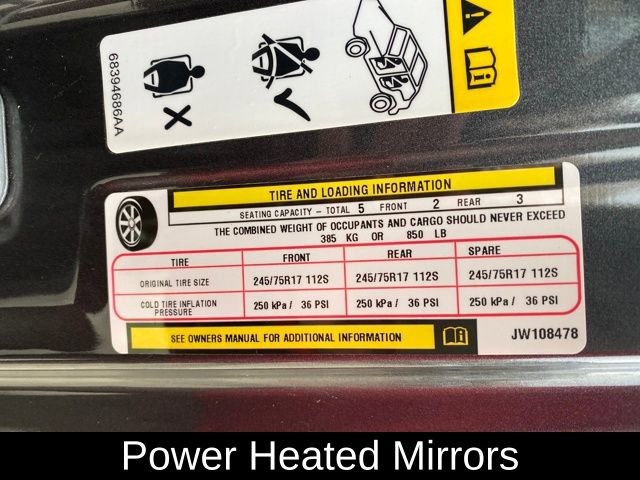 68394686AA
X
TIRE AND LOADING INFORMATION
SEATING CAPACITY - TOTAL 5 FRONT 2 REAR 3
THE COMBINED WEIGHT OF OCCUPANTS AND CARGO SHOULD NEVER EXCEED
385 KG OR 850 LB
TIRE FRONT REAR SPARE
ORIGINAL TIRE SIZE 245/75R17 112S 245/75R17 112S 245/75R17 112S
COLD TIRE INFLATION PRESSURE 250 kPa / 36 PSI 250 kPa / 36 PSI 250 kPa / 36 PSI
SEE OWNERS MANUAL FOR ADDITIONAL INFORMATION
JW108478
Power Heated Mirrors